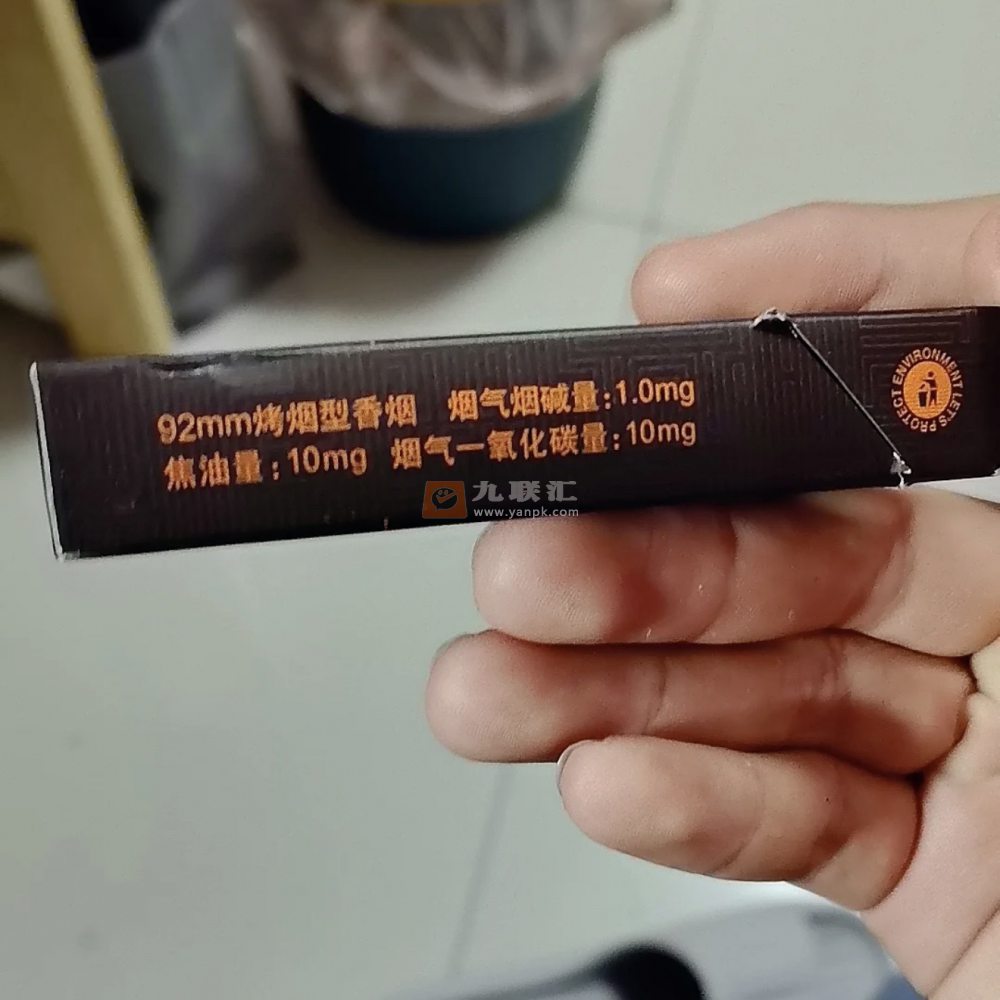 92mm烤烟型香烟 烟气烟碱量:1.0mg
焦油量:10mg 烟气一氧化碳量:10mg
PROTECT ENVIRONMENT LET'S
九联汇
www.yanpk.com